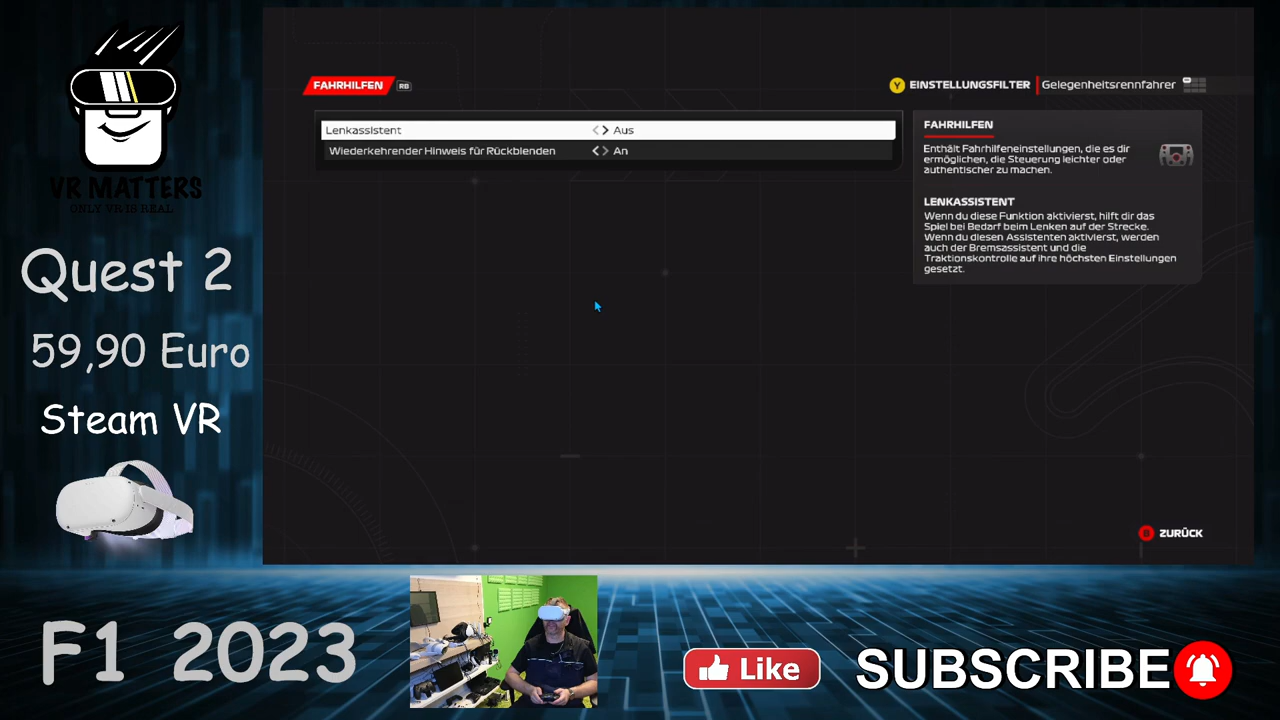 VR MATTERS
ONLY VR IS REAL
Quest 2
59,90 Euro
Steam VR
FAHRHILFEN RB
Y EINSTELLUNGSFILTER Gelegenheitsrennfahrer
Lenkassistent Aus
Wiederkehrender Hinweis für Rückblenden An
FAHRHILFEN
Enthält Fahrhilfeneinstellungen, die es dir
ermöglichen, die Steuerung leichter oder
authentischer zu machen.
LENKASSISTENT
Wenn du diese Funktion aktivierst, hilft dir das
Spiel bei Bedarf beim Lenken auf der Strecke.
Wenn du diesen Assistenten aktivierst, werden
auch der Bremsassistent und die
Traktionskontrolle auf ihre höchsten Einstellungen
gesetzt.
B ZURÜCK
F1 2023
Like
SUBSCRIBE